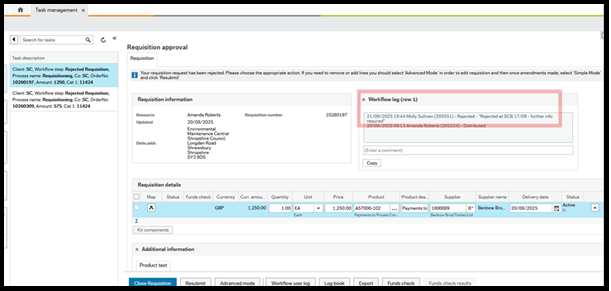 Task management ×
Search for tasks
Task description
Client: SC, Workflow step: Rejected Requisition,
Process name: Requisitioning, Co: SC, OrderNo:
10260197, Amount: 1250, Cat 1: 11424
Client: SC, Workflow step: Rejected Requisition,
Process name: Requisitioning, Co: SC, OrderNo:
10260309, Amount: 575, Cat 1: 11424
Requisition approval
Requisition
Your requisition request has been rejected. Please choose the appropriate action. If you need to remove or add lines you should select 'Advanced Mode' in order to edit requisition and then once amendments made, select 'Simple Mode'
and click 'Resubmit'
Requisition information
Resource Amanda Roberts Requisition number 10260197
Updated 20/08/2025
Deliv.addr. Environmental
Maintenance Central
Shropshire Council,
Longden Road
Shrewsbury
Shropshire
SY3 9DS
Workflow log (row 1)
21/09/2025 19:44 Molly Sullivan (205551) - Rejected - "Rejected at SCB 17/09 - further info
required"
20/08/2025 09:13 Amanda Roberts (202224) - Distributed
(Enter a comment)
Copy
Requisition details
Map Status Funds check Currency Curr. amou... Quantity Unit Price Product Product des... Supplier Supplier name Delivery date Status
GBP 1,250.00 1.00 EA 1,250.00 A57000-102 ... Payments to 1000009 Benbow Bro... 20/08/2025 Active
Each Payments to Private Con...
Σ
Kit components
Additional information
Product text
Close Requisition Resubmit Advanced mode Workflow user log Log book Export Funds check Funds check results